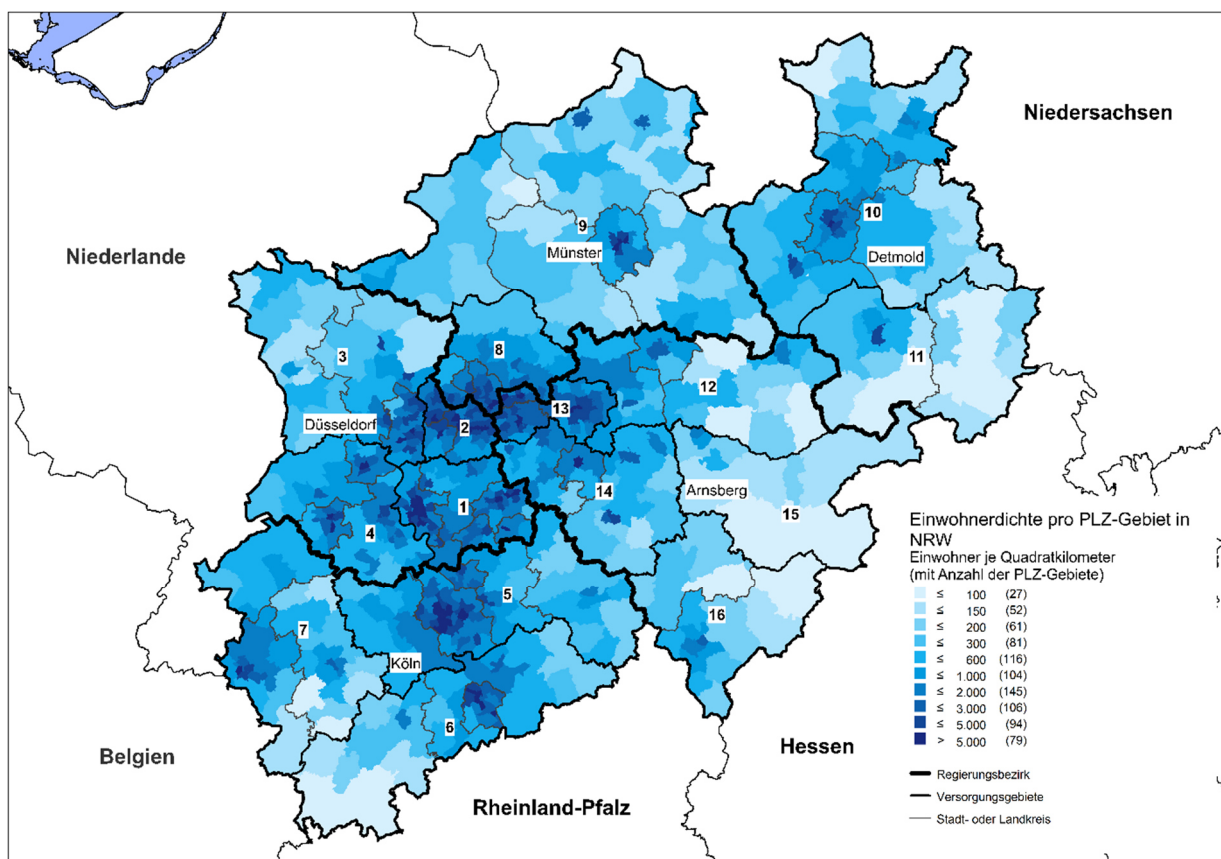 Niedersachsen
10
9
Münster
Niederlande
Detmold
3
8
11
12
13
Düsseldorf
2
Arnsberg
14
1
15
4
Einwohnerdichte pro PLZ-Gebiet in
NRW
Einwohner je Quadratkilometer
(mit Anzahl der PLZ-Gebiete)
≤ 100 (27)
≤ 150 (52)
≤ 200 (61)
≤ 300 (81)
≤ 600 (116)
≤ 1.000 (104)
≤ 2.000 (145)
≤ 3.000 (106)
≤ 5.000 (94)
> 5.000 (79)
5
16
7
Köln
6
Belgien
Hessen
Rheinland-Pfalz
Regierungsbezirk
Versorgungsgebiete
Stadt- oder Landkreis